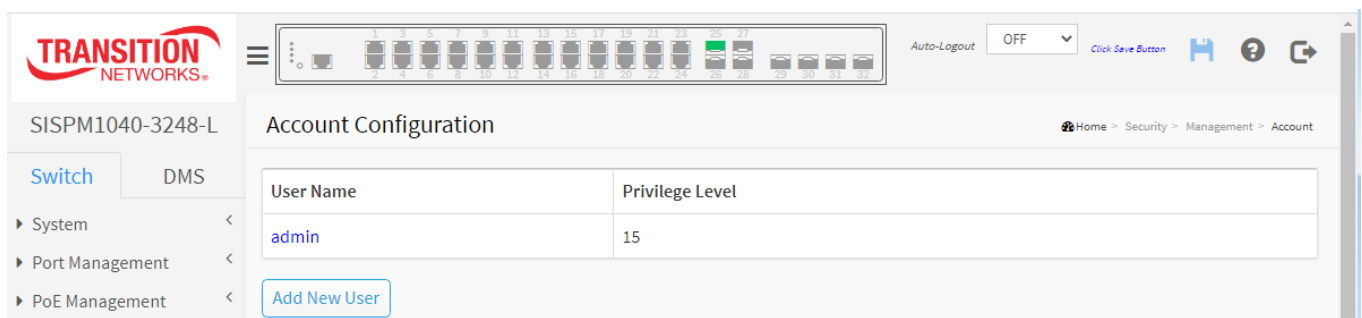 TRANSITION
NETWORKS®
1 3 5 7 9 11 13 15 17 19 21 23 25 27
2 4 6 8 10 12 14 16 18 20 22 24 26 28 29 30 31 32
Auto-Logout OFF Click Save Button
SISPM1040-3248-L
Account Configuration
Home > Security > Management > Account
Switch DMS
User Name Privilege Level
System
admin 15
Port Management
PoE Management
Add New User